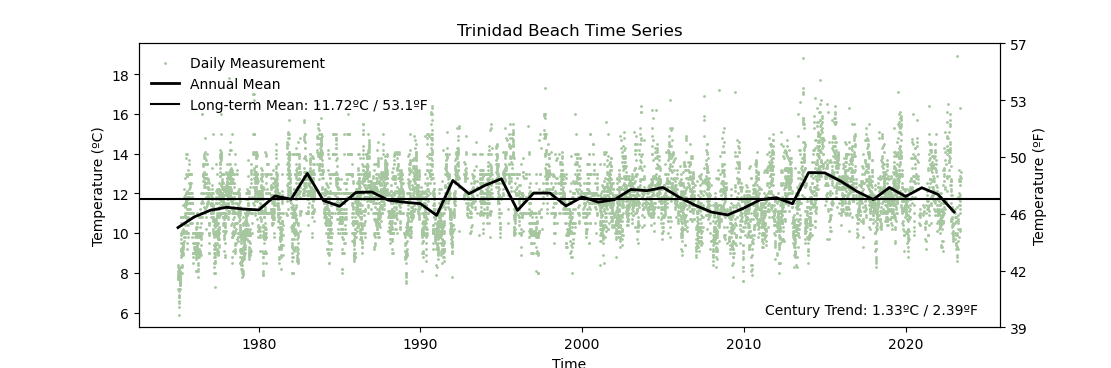 Trinidad Beach Time Series
Daily Measurement
Annual Mean
Long-term Mean: 11.72ºC / 53.1ºF
Century Trend: 1.33ºC / 2.39ºF
Temperature (ºC)
18
16
14
12
10
8
6
57
53
50
46
42
39
Temperature (ºF)
1980
1990
2000
2010
2020
Time